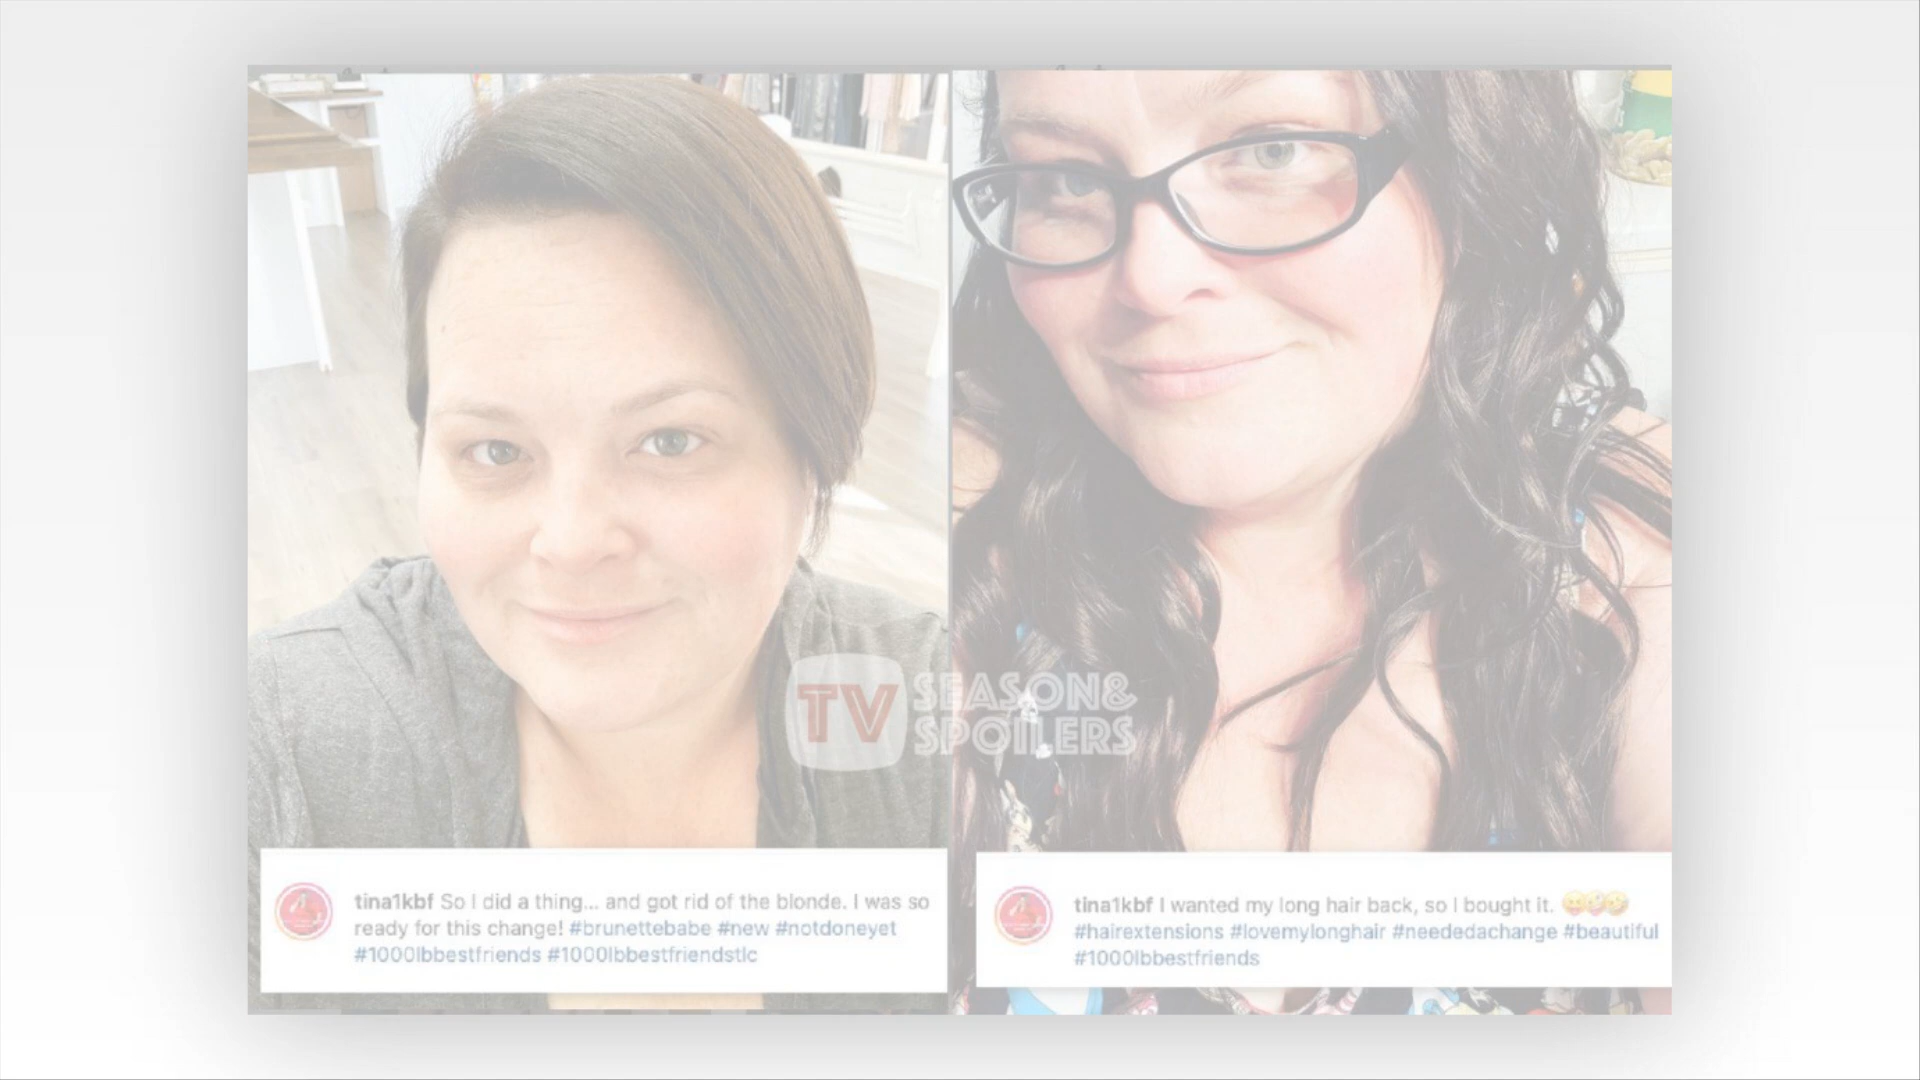 TV SEASON&
SPOILERS
tina1kbf So I did a thing... and got rid of the blonde. I was so
ready for this change! #brunettebabe #new #notdoneyet
#1000lbbestfriends #1000lbbestfriendstlc
tina1kbf I wanted my long hair back, so I bought it. 😝🤪🤣
#hairextensions #lovemylonghair #neededachange #beautiful
#1000lbbestfriends